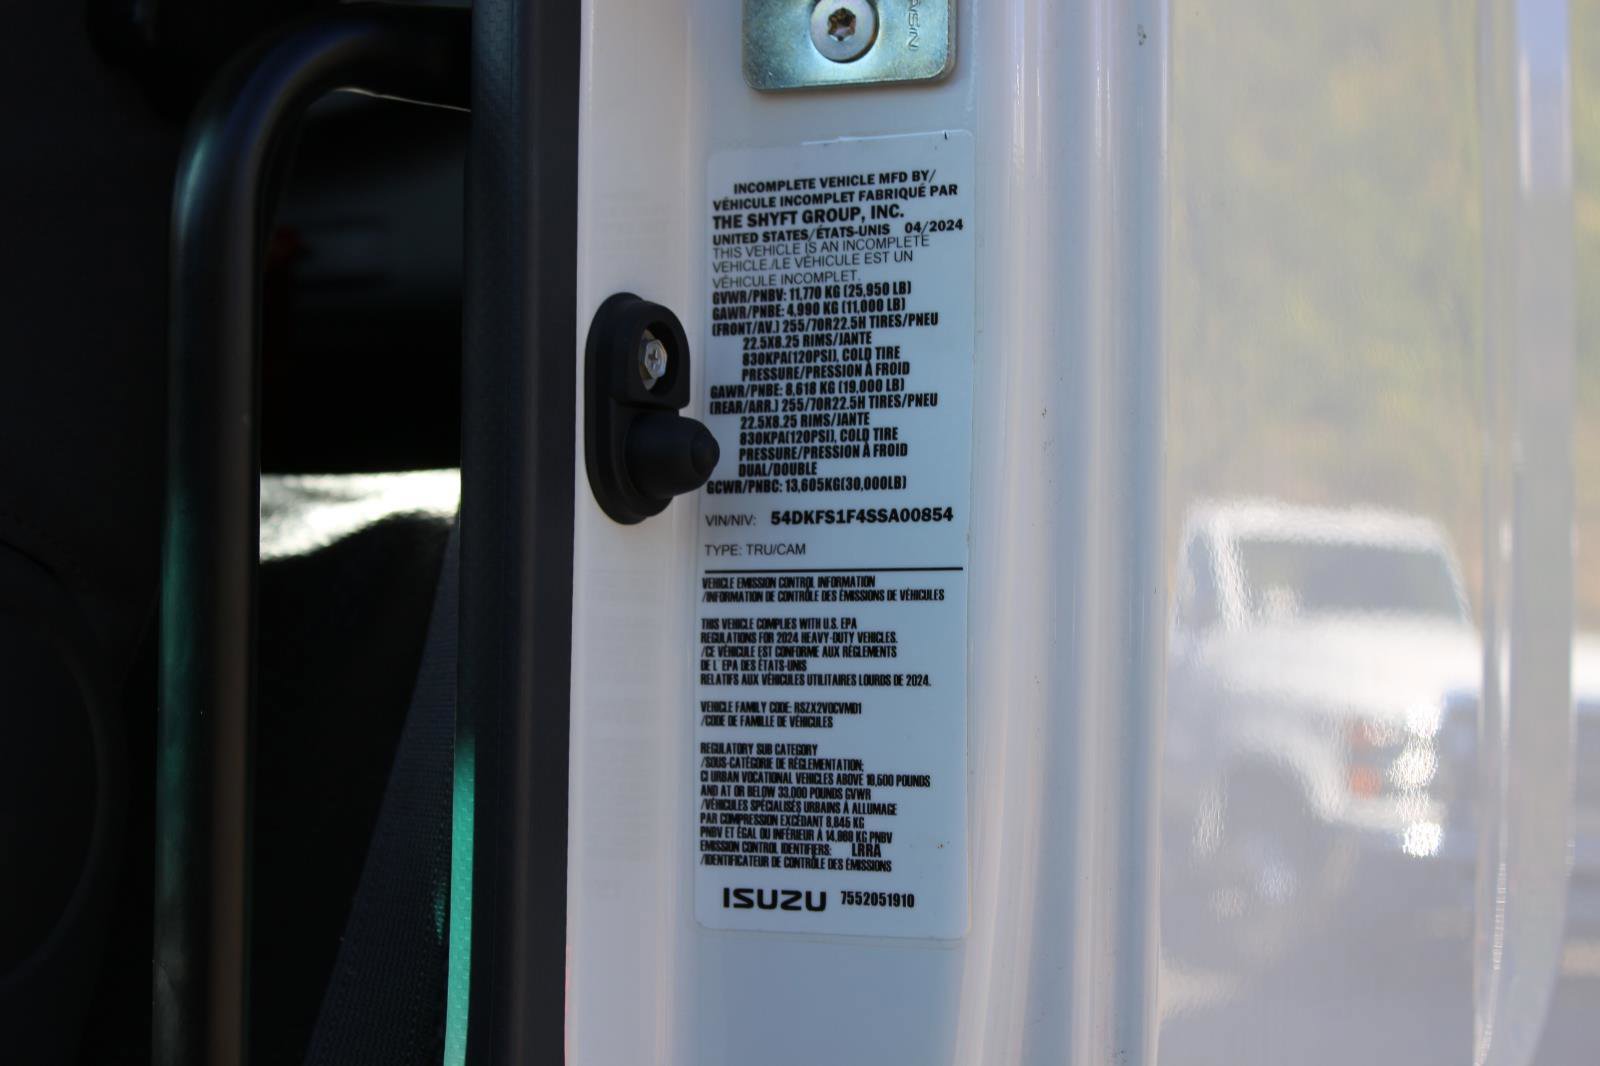 AISIN
INCOMPLETE VEHICLE MFD BY/
VÉHICULE INCOMPLET FABRIQUÉ PAR
THE SHYFT GROUP, INC.
UNITED STATES/ÉTATS-UNIS 04/2024
THIS VEHICLE IS AN INCOMPLETE
VEHICLE./LE VÉHICULE EST UN
VÉHICULE INCOMPLET.
GVWR/PNBV: 11,770 KG (25,950 LB)
GAWR/PNBE: 4,990 KG (11,000 LB)
(FRONT/AV.) 255/70R22.5H TIRES/PNEU
22.5X8.25 RIMS/JANTE
830KPA(120PSI), COLD TIRE
PRESSURE/PRESSION À FROID
GAWR/PNBE: 8,618 KG (19,000 LB)
(REAR/ARR.) 255/70R22.5H TIRES/PNEU
22.5X8.25 RIMS/JANTE
830KPA(120PSI), COLD TIRE
PRESSURE/PRESSION À FROID
DUAL/DOUBLE
GCWR/PNBC: 13,605KG(30,000LB)
VIN/NIV: 54DKFS1F4SSA00854
TYPE: TRU/CAM
VEHICLE EMISSION CONTROL INFORMATION
/INFORMATION DE CONTRÔLE DES ÉMISSIONS DE VÉHICULES
THIS VEHICLE COMPLIES WITH U.S. EPA
REGULATIONS FOR 2024 HEAVY-DUTY VEHICLES.
/CE VÉHICULE EST CONFORME AUX RÉGLEMENTS
DE L´EPA DES ÉTATS-UNIS
RELATIFS AUX VÉHICULES UTILITAIRES LOURDS DE 2024.
VEHICLE FAMILY CODE: RSZX2VOCVMD1
/CODE DE FAMILLE DE VÉHICULES
REGULATORY SUB CATEGORY
/SOUS-CATÉGORIE DE RÉGLEMENTATION;
CI URBAN VOCATIONAL VEHICLES ABOVE 19,500 POUNDS
AND AT OR BELOW 33,000 POUNDS GVWR
/VÉHICULES SPÉCIALISÉS URBAINS À ALLUMAGE
PAR COMPRESSION EXCÉDANT 8,845 KG
PNBV ET ÉGAL OU INFÉRIEUR À 14,969 KG PNBV
EMISSION CONTROL IDENTIFIERS: LRRA
/IDENTIFICATEUR DE CONTRÔLE DES ÉMISSIONS
ISUZU 7552051910